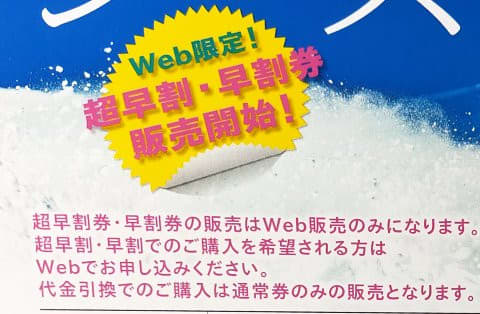 Web限定!
超早割・早割券
販売開始!
超早割券・早割券の販売はWeb販売のみになります。
超早割・早割でのご購入を希望される方は
Webでお申し込みください。
代金引換でのご購入は通常券のみの販売となります。